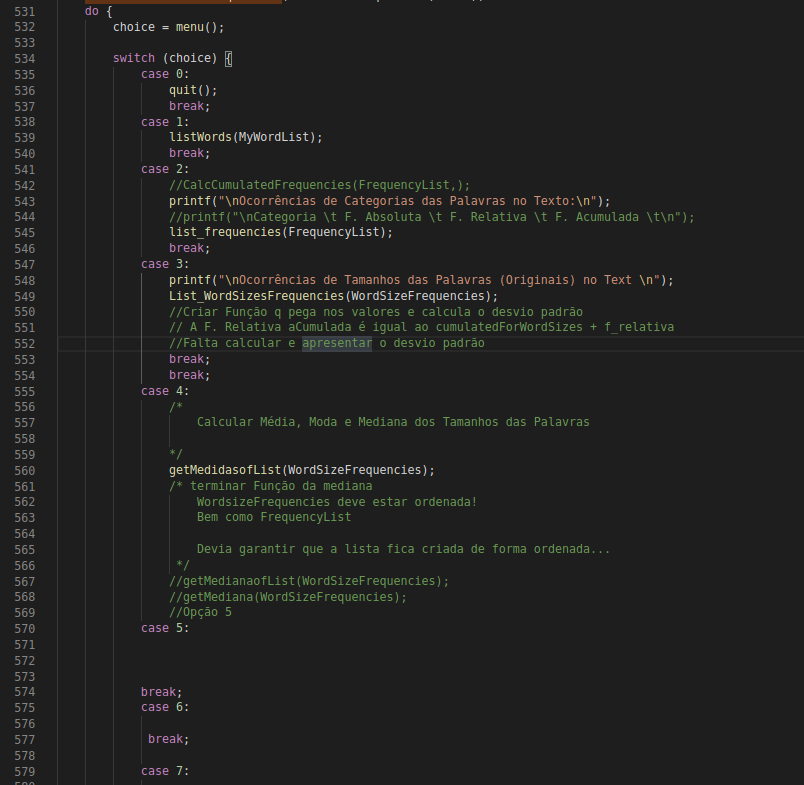 531 do {
532 choice = menu();
533
534 switch (choice) {
535 case 0:
536 quit();
537 break;
538 case 1:
539 listWords(MyWordList);
540 break;
541 case 2:
542 //CalcCumulatedFrequencies(FrequencyList,);
543 printf("\nOcorrências de Categorias das Palavras no Texto:\n");
544 //printf("\nCategoria \t F. Absoluta \t F. Relativa \t F. Acumulada \t\n");
545 list_frequencies(FrequencyList);
546 break;
547 case 3:
548 printf("\nOcorrências de Tamanhos das Palavras (Originais) no Text \n");
549 List_WordSizesFrequencies(WordSizeFrequencies);
550 //Criar Função q pega nos valores e calcula o desvio padrão
551 // A F. Relativa aCumulada é igual ao cumulatedForWordSizes + f_relativa
552 //Falta calcular e apresentar o desvio padrão
553 break;
554 break;
555 case 4:
556 /*
557 Calcular Média, Moda e Mediana dos Tamanhos das Palavras
558
559 */
560 getMedidasofList(WordSizeFrequencies);
561 /* terminar Função da mediana
562 WordsizeFrequencies deve estar ordenada!
563 Bem como FrequencyList
564
565 Devia garantir que a lista fica criada de forma ordenada...
566 */
567 //getMedianaofList(WordSizeFrequencies);
568 //getMediana(WordSizeFrequencies);
569 //Opção 5
570 case 5:
571
572
573
574 break;
575 case 6:
576
577 break;
578
579 case 7: